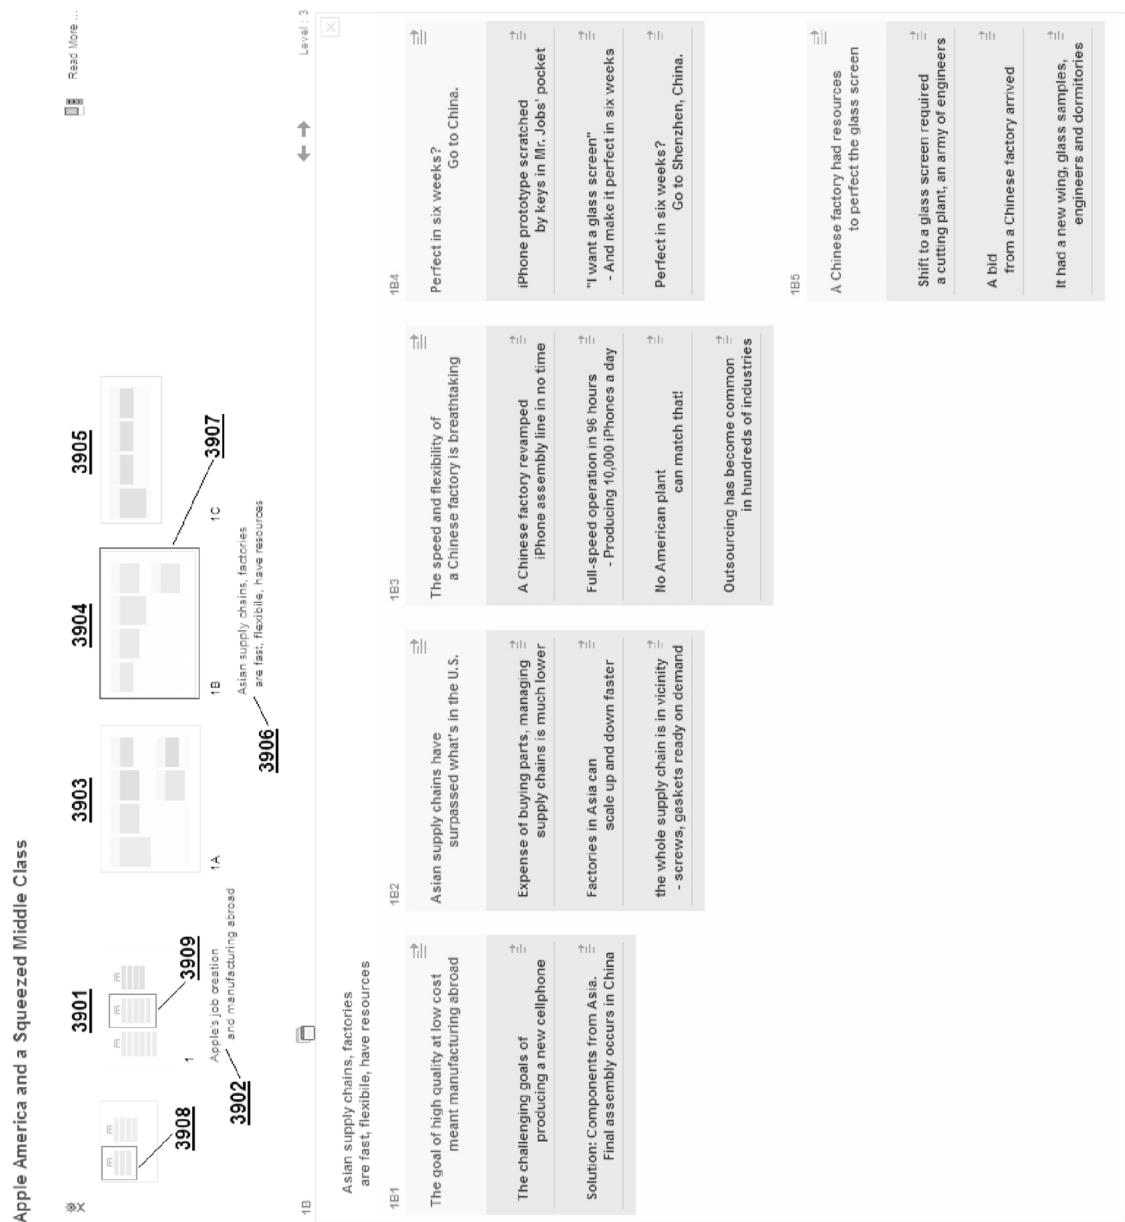 Apple America and a Squeezed Middle Class
Read More ...
3901
3903
3904
3905
3908
3909
3907
1
1A
1B
1C
Apple's job creation
and manufacturing abroad
Asian supply chains, factories
are fast, flexibile, have resources
3902
3906
1B
Level : 3
Asian supply chains, factories
are fast, flexibile, have resources
1B1
The goal of high quality at low cost
meant manufacturing abroad
The challenging goals of
producing a new cellphone
Solution: Components from Asia.
Final assembly occurs in China
1B2
Asian supply chains have
surpassed what's in the U.S.
Expense of buying parts, managing
supply chains is much lower
Factories in Asia can
scale up and down faster
the whole supply chain is in vicinity
- screws, gaskets ready on demand
1B3
The speed and flexibility of
a Chinese factory is breathtaking
A Chinese factory revamped
iPhone assembly line in no time
Full-speed operation in 96 hours
- Producing 10,000 iPhones a day
No American plant
can match that!
Outsourcing has become common
in hundreds of industries
1B4
Perfect in six weeks?
Go to China.
iPhone prototype scratched
by keys in Mr. Jobs' pocket
"I want a glass screen"
- And make it perfect in six weeks
Perfect in six weeks?
Go to Shenzhen, China.
1B5
A Chinese factory had resources
to perfect the glass screen
Shift to a glass screen required
a cutting plant, an army of engineers
A bid
from a Chinese factory arrived
It had a new wing, glass samples,
engineers and dormitories